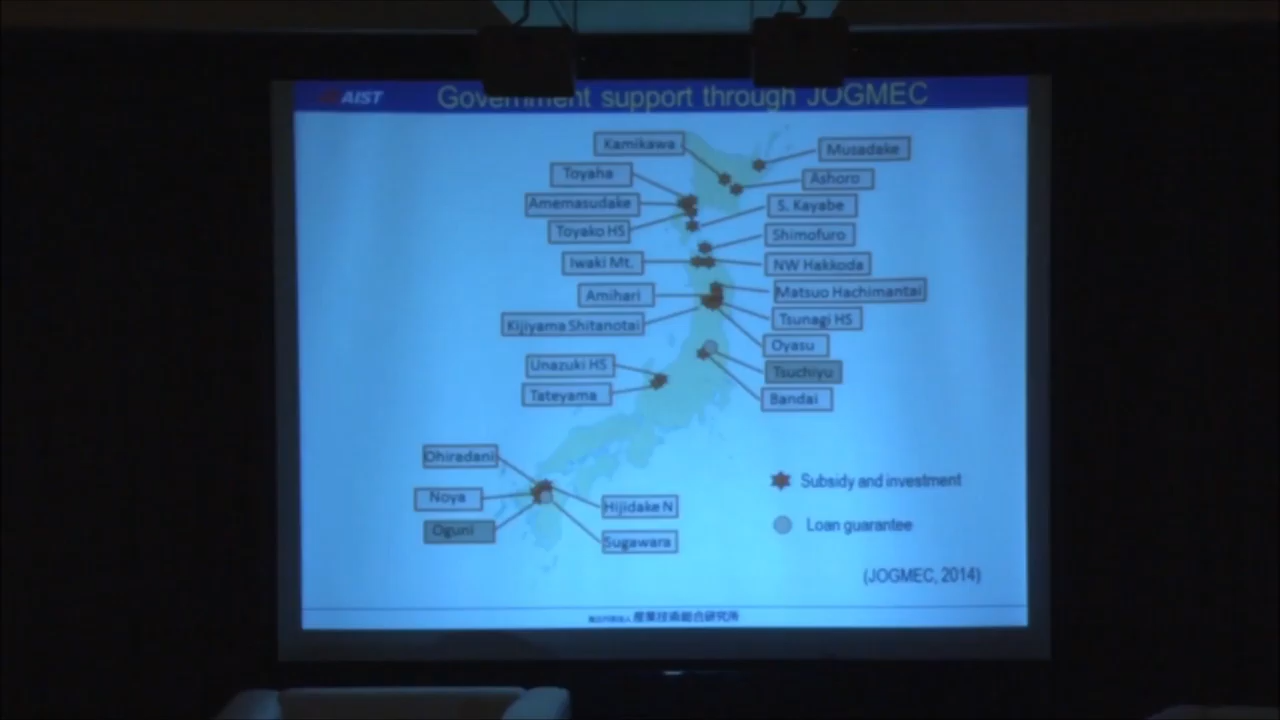 AIST
Government support through JOGMEC
Kamikawa
Musadake
Toyaha
Ashoro
Amemasudake
S. Kayabe
Toyako HS
Shimofuro
Iwaki Mt.
NW Hakkoda
Amihari
Matsuo Hachimantai
Kijiyama Shitanotai
Tsunagi HS
Oyasu
Unazuki HS
Tsuchiyu
Tateyama
Bandai
Ohiradani
Noya
Hijidake N
Oguni
Sugawara
Subsidy and investment
Loan guarantee
(JOGMEC, 2014)
独立行政法人 産業技術総合研究所